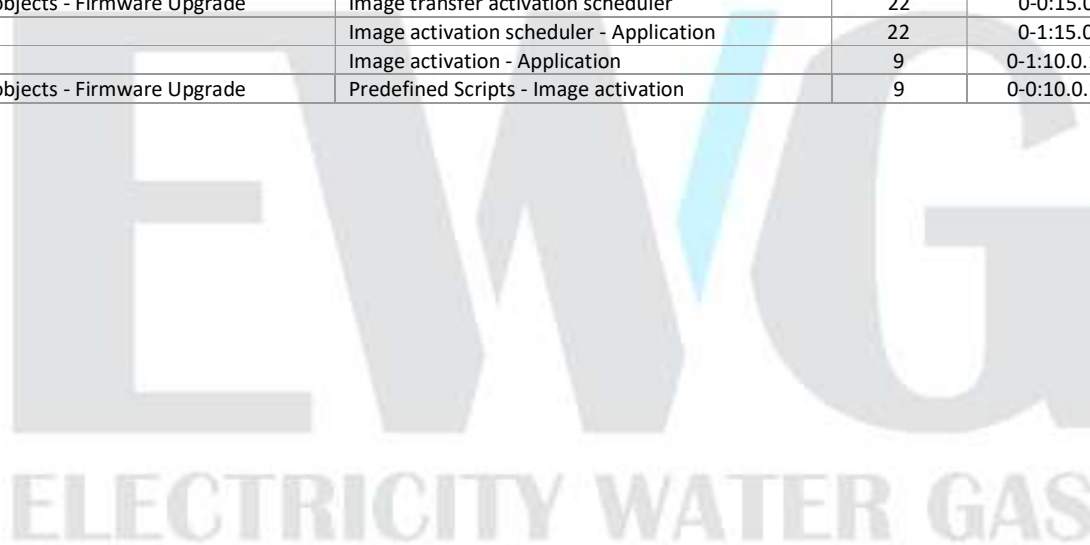 objects - Firmware Upgrade Image transfer activation scheduler 22 0-0:15.0
Image activation scheduler - Application 22 0-1:15.0
Image activation - Application 9 0-1:10.0.
objects - Firmware Upgrade Predefined Scripts - Image activation 9 0-0:10.0.
EWG
ELECTRICITY WATER GAS